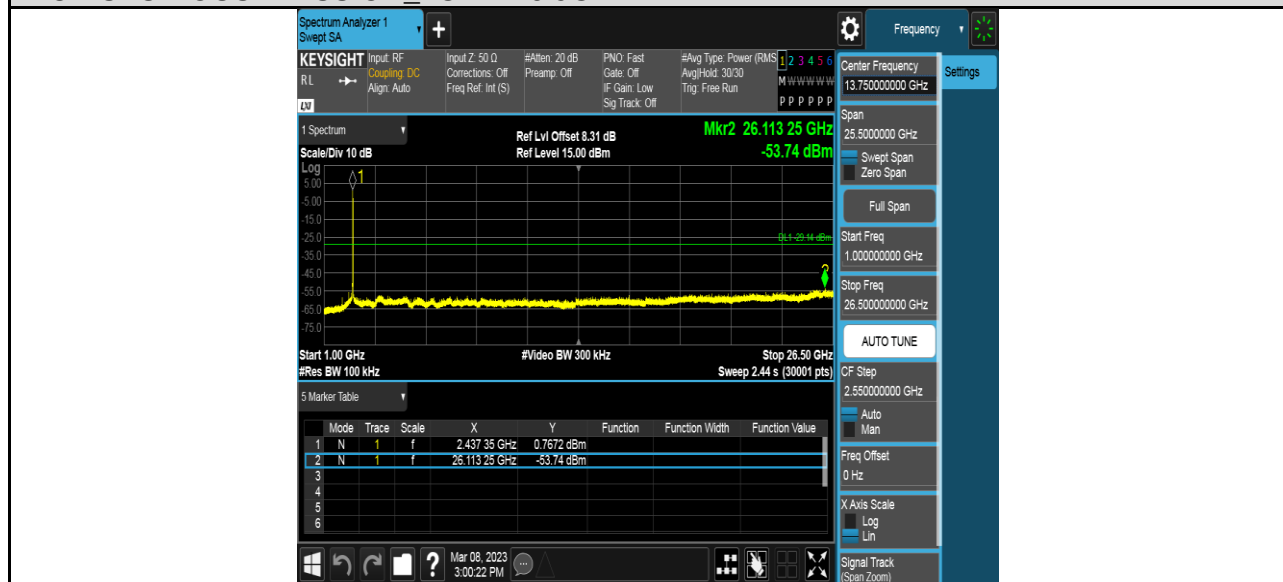 Spectrum Analyzer 1
Swept SA
+
Frequency
KEYSIGHT
RL
LXI
Input: RF
Coupling: DC
Align: Auto
Input Z: 50 Ω
Corrections: Off
Freq Ref: Int (S)
#Atten: 20 dB
Preamp: Off
PNO: Fast
Gate: Off
IF Gain: Low
Sig Track: Off
#Avg Type: Power (RMS
Avg|Hold: 30/30
Trig: Free Run
1 2 3 4 5 6
M W W W W W
P P P P P P
1 Spectrum
Scale/Div 10 dB
Ref Lvl Offset 8.31 dB
Ref Level 15.00 dBm
Mkr2 26.113 25 GHz
-53.74 dBm
Log
5.00
-5.00
-15.0
-25.0
-35.0
-45.0
-55.0
-65.0
-75.0
1
DL1 -29.14 dBm
2
Start 1.00 GHz
#Video BW 300 kHz
Stop 26.50 GHz
#Res BW 100 kHz
Sweep 2.44 s (30001 pts)
5 Marker Table
Mode Trace Scale X Y Function Function Width Function Value
1 N 1 f 2.437 35 GHz 0.7672 dBm
2 N 1 f 26.113 25 GHz -53.74 dBm
3
4
5
6
?
Mar 08, 2023
3:00:22 PM
Center Frequency
13.750000000 GHz
Settings
Span
25.5000000 GHz
Swept Span
Zero Span
Full Span
Start Freq
1.000000000 GHz
Stop Freq
26.500000000 GHz
AUTO TUNE
CF Step
2.550000000 GHz
Auto
Man
Freq Offset
0 Hz
X Axis Scale
Log
Lin
Signal Track
(Span Zoom)